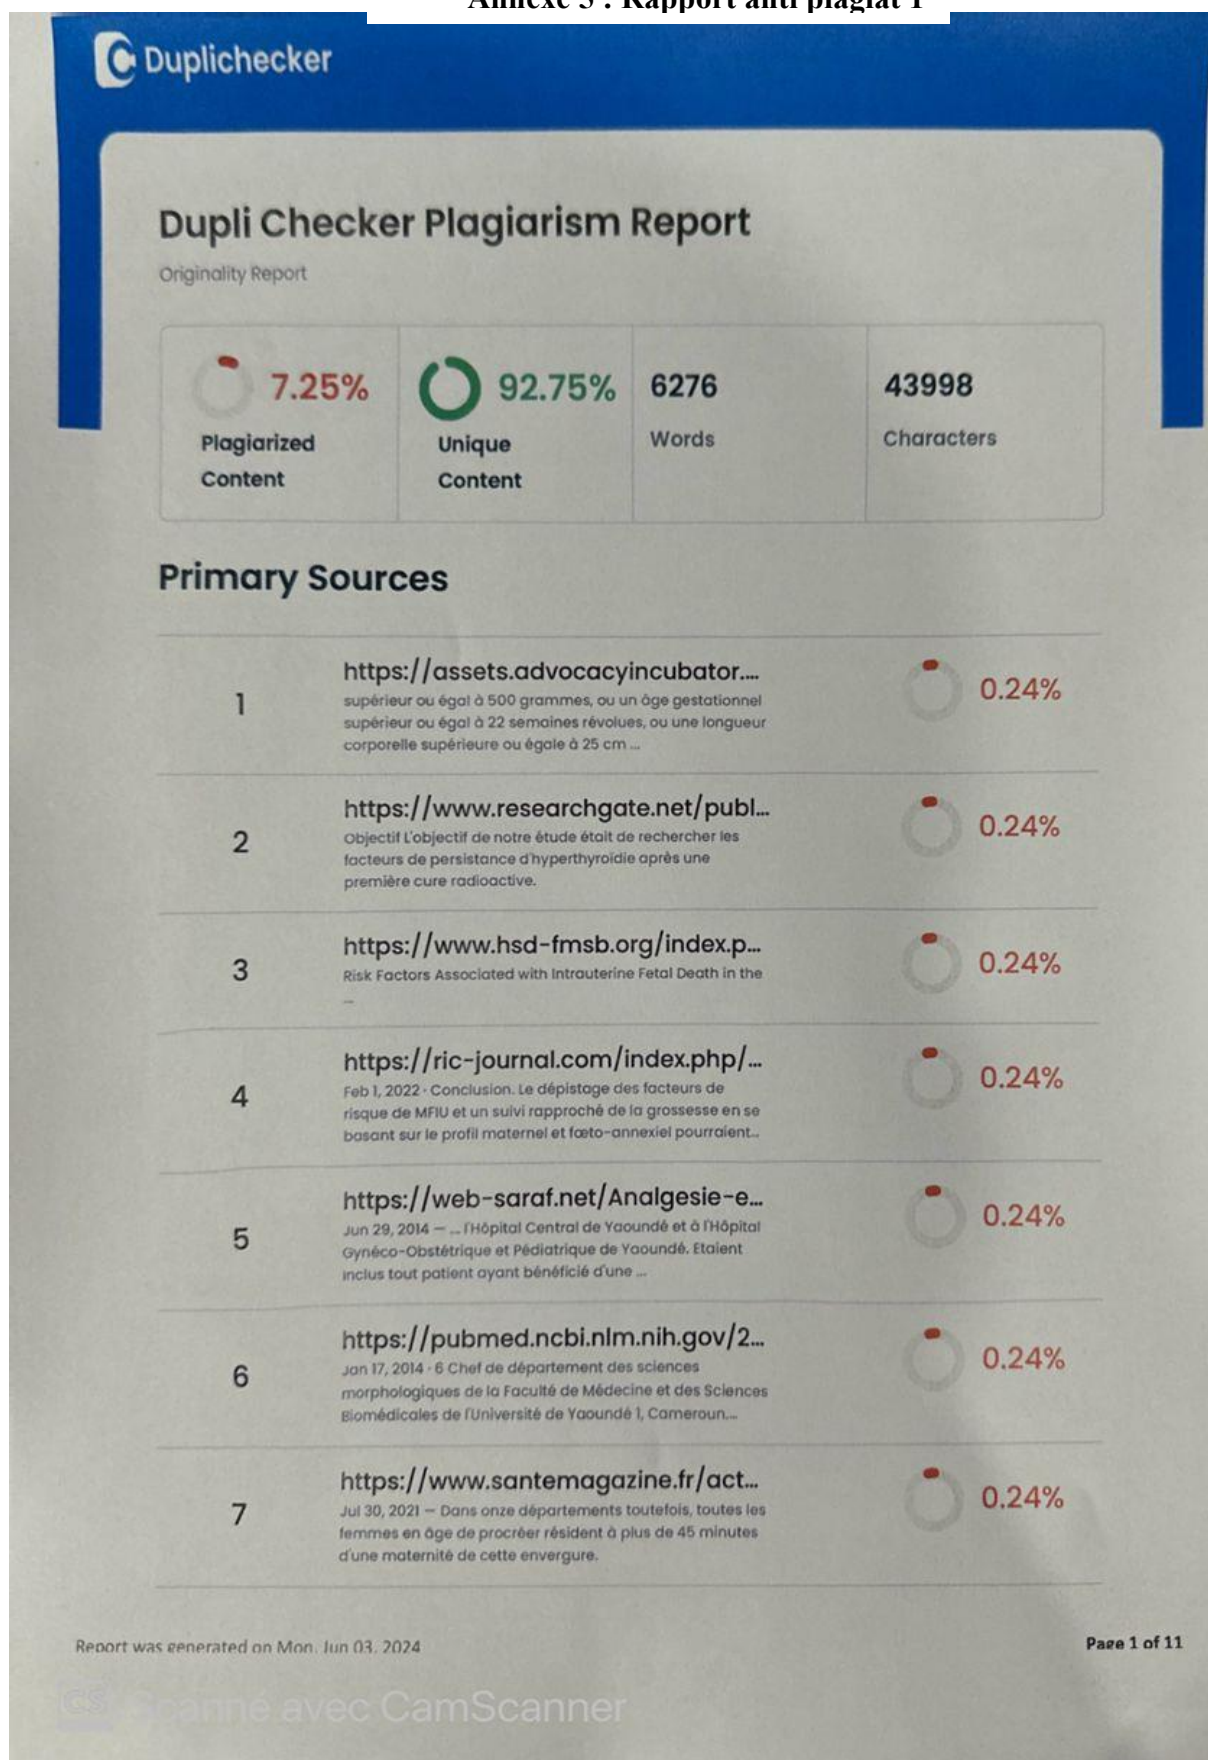 Annexe 5 : Rapport anti plagiat 1
Duplichecker
Dupli Checker Plagiarism Report
Originality Report
7.25%
Plagiarized
Content
92.75%
Unique
Content
6276
Words
43998
Characters
Primary Sources
1
https://assets.advocacyincubator....
supérieur ou égal à 500 grammes, ou un âge gestationnel
supérieur ou égal à 22 semaines révolues, ou une longueur
corporelle supérieure ou égale à 25 cm ...
0.24%
2
https://www.researchgate.net/publ...
Objectif L'objectif de notre étude était de rechercher les
facteurs de persistance d'hyperthyroïdie après une
première cure radioactive.
0.24%
3
https://www.hsd-fmsb.org/index.p...
Risk Factors Associated with Intrauterine Fetal Death in the
...
0.24%
4
https://ric-journal.com/index.php/...
Feb 1, 2022 · Conclusion. Le dépistage des facteurs de
risque de MFIU et un suivi rapproché de la grossesse en se
basant sur le profil maternel et fœto-annexiel pourraient...
0.24%
5
https://web-saraf.net/Analgesie-e...
Jun 29, 2014 — ... l'Hôpital Central de Yaoundé et à l'Hôpital
Gynéco-Obstétrique et Pédiatrique de Yaoundé. Etaient
inclus tout patient ayant bénéficié d'une ...
0.24%
6
https://pubmed.ncbi.nlm.nih.gov/2...
Jan 17, 2014 · 6 Chef de département des sciences
morphologiques de la Faculté de Médecine et des Sciences
Biomédicales de l'Université de Yaoundé 1, Cameroun....
0.24%
7
https://www.santemagazine.fr/act...
Jul 30, 2021 — Dans onze départements toutefois, toutes les
femmes en âge de procréer résident à plus de 45 minutes
d'une maternité de cette envergure.
0.24%
Report was generated on Mon, Jun 03, 2024
Page 1 of 11
CS Scanné avec CamScanner